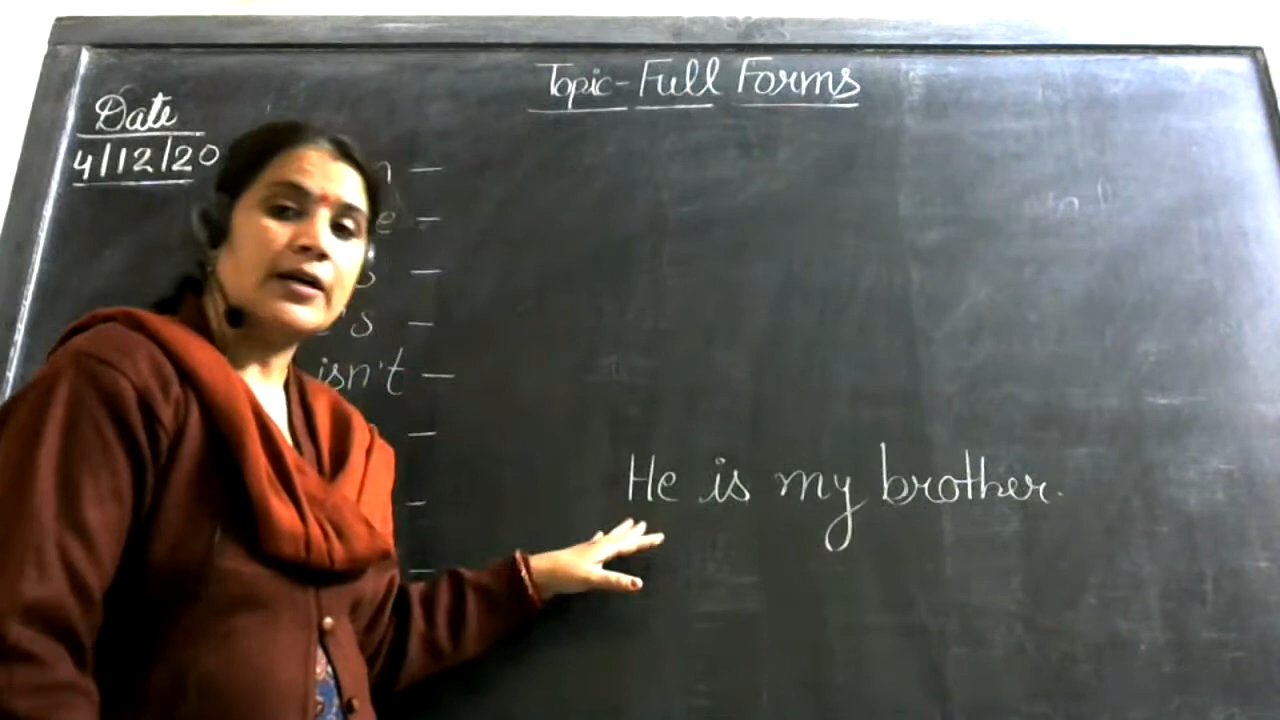 Topic - Full Forms
Date
4/12/20
isn't —
He is my brother.